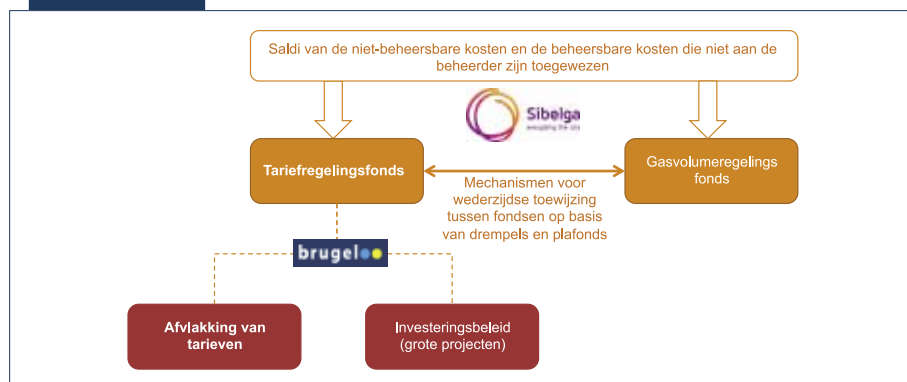 Saldi van de niet-beheersbare kosten en de beheersbare kosten die niet aan de
beheerder zijn toegewezen
Sibelga
Tariefregelingsfonds
Gasvolumeregelings
fonds
Mechanismen voor
wederzijdse toewijzing
tussen fondsen op basis
van drempels en plafonds
brugel
Afvlakking van
tarieven
Investeringsbeleid
(grote projecten)